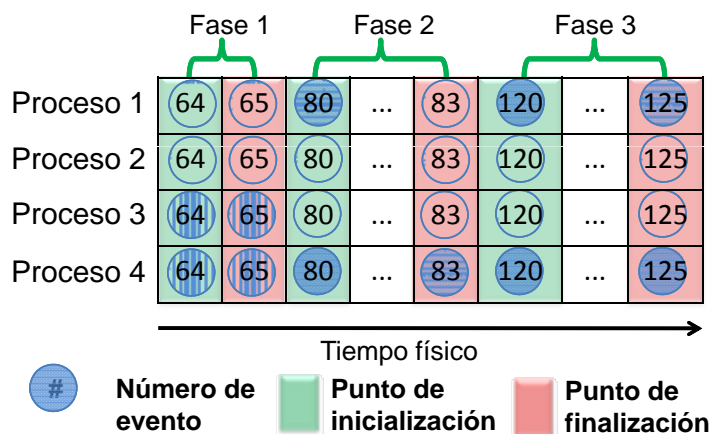 Fase 1 Fase 2 Fase 3
Proceso 1 64 65 80 ... 83 120 ... 125
Proceso 2 64 65 80 ... 83 120 ... 125
Proceso 3 64 65 80 ... 83 120 ... 125
Proceso 4 64 65 80 ... 83 120 ... 125
Tiempo físico
# Número de evento
Punto de inicialización
Punto de finalización